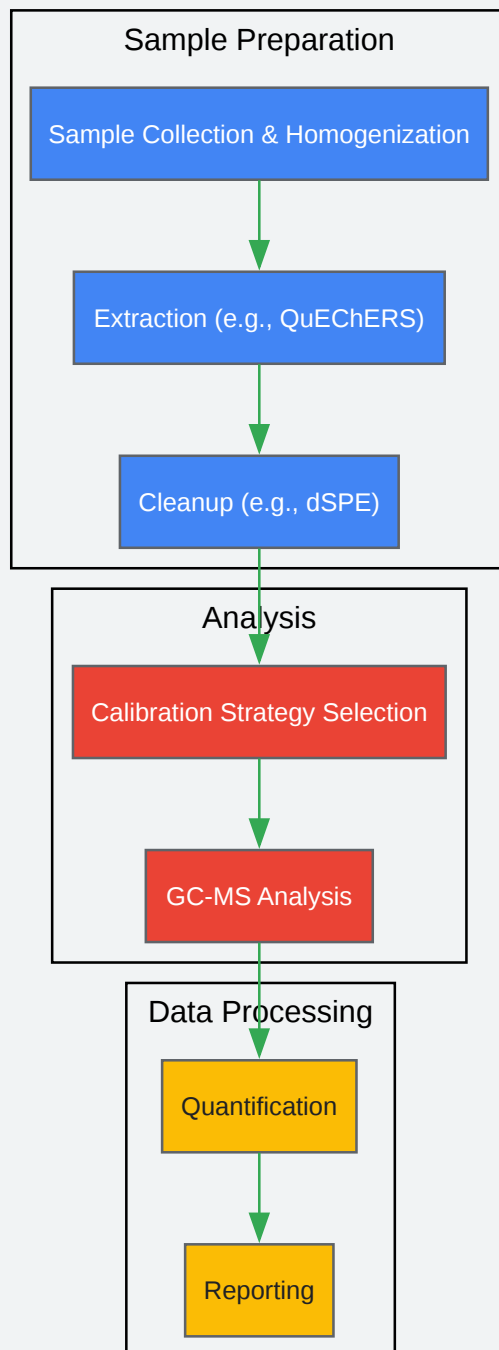 Sample Preparation
Sample Collection & Homogenization
Extraction (e.g., QuEChERS)
Cleanup (e.g., dSPE)
Analysis
Calibration Strategy Selection
GC-MS Analysis
Data Processing
Quantification
Reporting